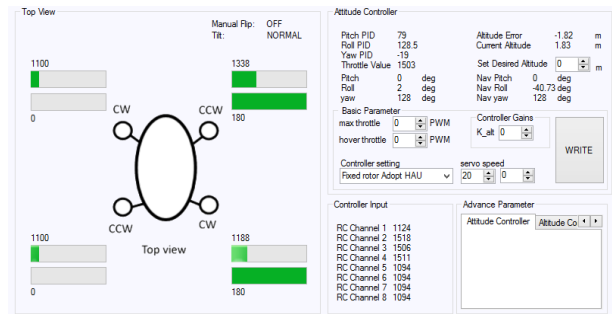 Top View
Manual Flip: OFF
Tilt: NORMAL
1100
1338
0
CW
CCW
180
CCW
CW
Top view
1100
1188
0
180
Attitude Controller
Pitch PID 79
Roll PID 128.5
Yaw PID -19
Throttle Value 1503
Altitude Error -1.82 m
Current Altitude 1.83 m
Set Desired Altitude 0 m
Pitch 0 deg
Roll 2 deg
yaw 128 deg
Nav Pitch 0 deg
Nav Roll -40.73 deg
Nav yaw 128 deg
Basic Parameter
max throttle 0 PWM
hover throttle 0 PWM
Controller Gains
K_alt 0
WRITE
Controller setting
Fixed rotor Adopt HAU
servo speed
20 0
Controller Input
RC Channel 1 1124
RC Channel 2 1518
RC Channel 3 1506
RC Channel 4 1511
RC Channel 5 1094
RC Channel 6 1094
RC Channel 7 1094
RC Channel 8 1094
Advance Parameter
Attitude Controller Altitude Co